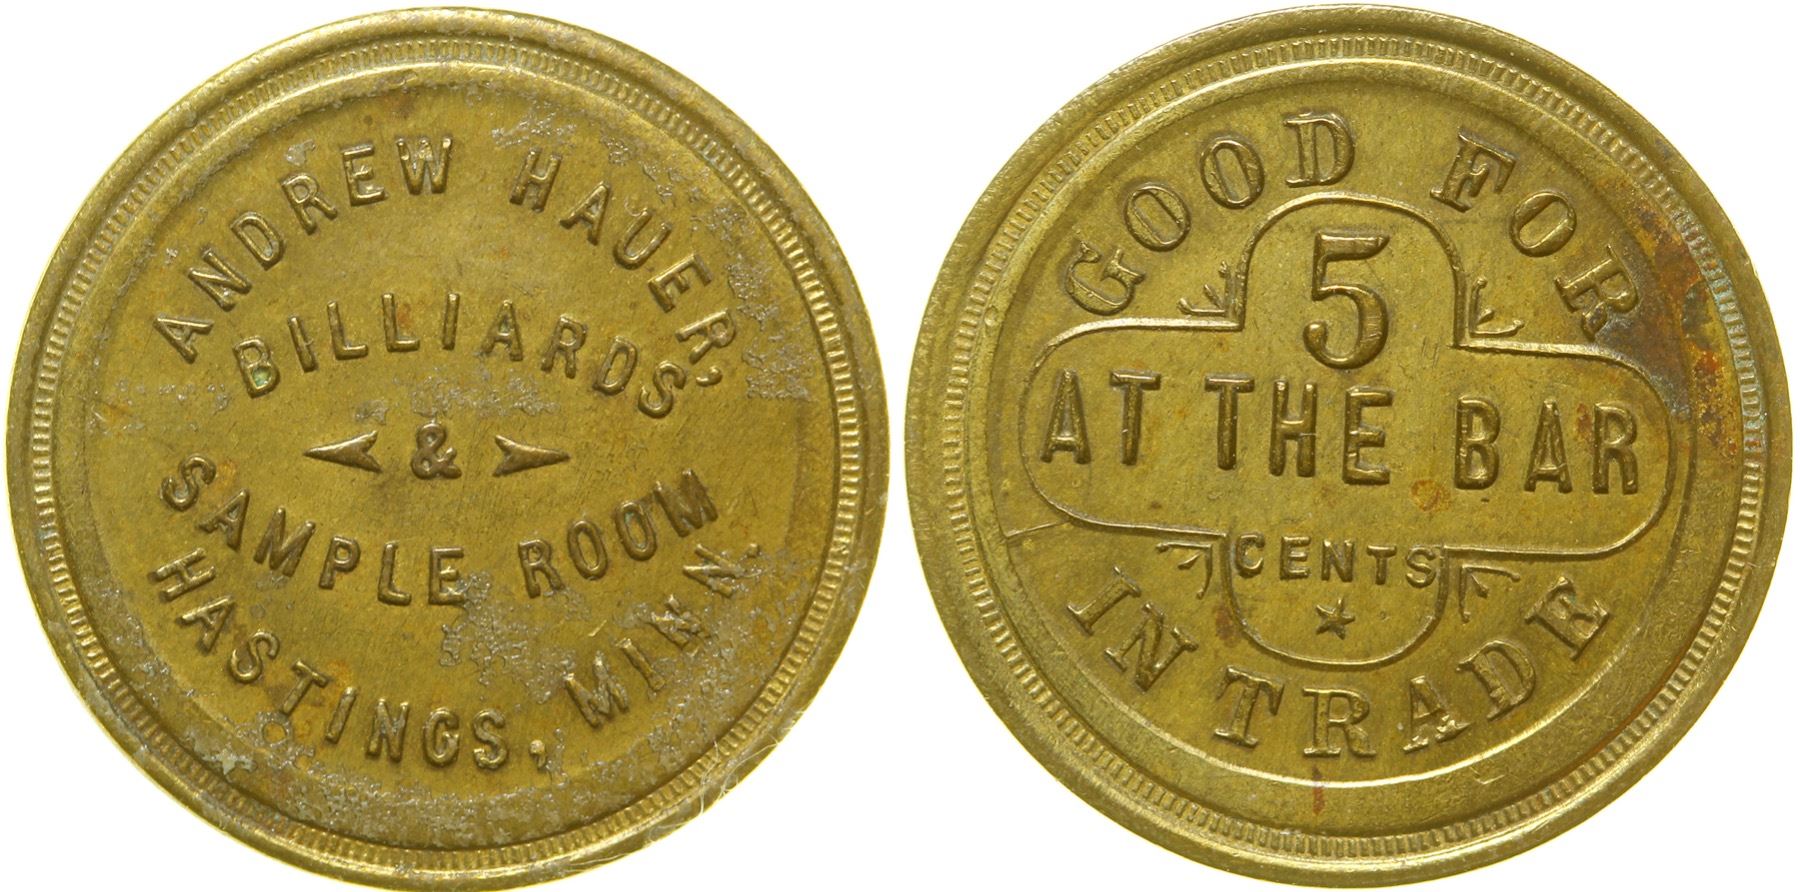 ANDREW HAUER,
BILLIARDS
&
SAMPLE ROOM
HASTINGS, MINN.
GOOD FOR
5
AT THE BAR
CENTS
IN TRADE